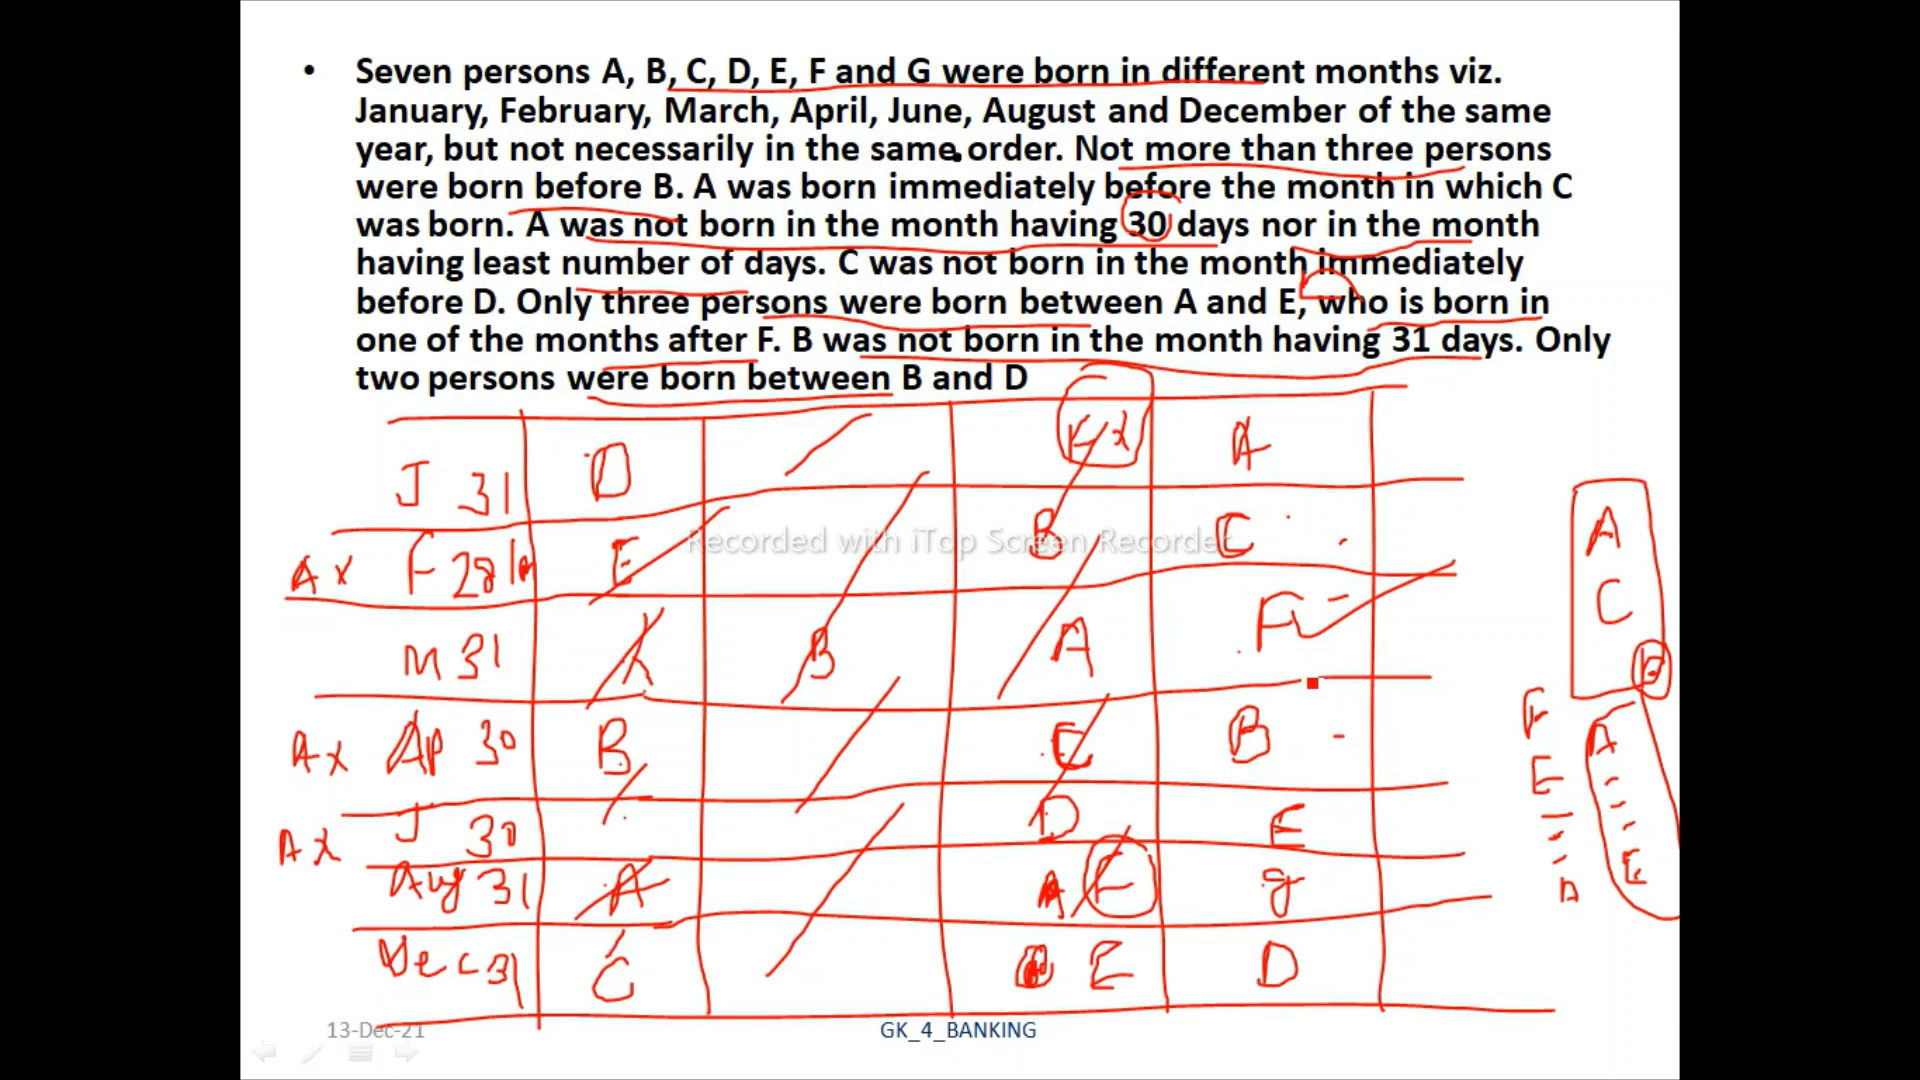 • Seven persons A, B, C, D, E, F and G were born in different months viz.
January, February, March, April, June, August and December of the same
year, but not necessarily in the same order. Not more than three persons
were born before B. A was born immediately before the month in which C
was born. A was not born in the month having 30 days nor in the month
having least number of days. C was not born in the month immediately
before D. Only three persons were born between A and E, who is born in
one of the months after F. B was not born in the month having 31 days. Only
two persons were born between B and D
J 31 D F x A
Recorded with iTop Screen Recorder
A x F 28 E B C
M 31 A B A F
A x Ap 30 B C B
A x J 30 D E
Aug 31 A A F g
Dec 31 C E D
A
C
F
E
D
A
E
13-Dec-21 GK_4_BANKING